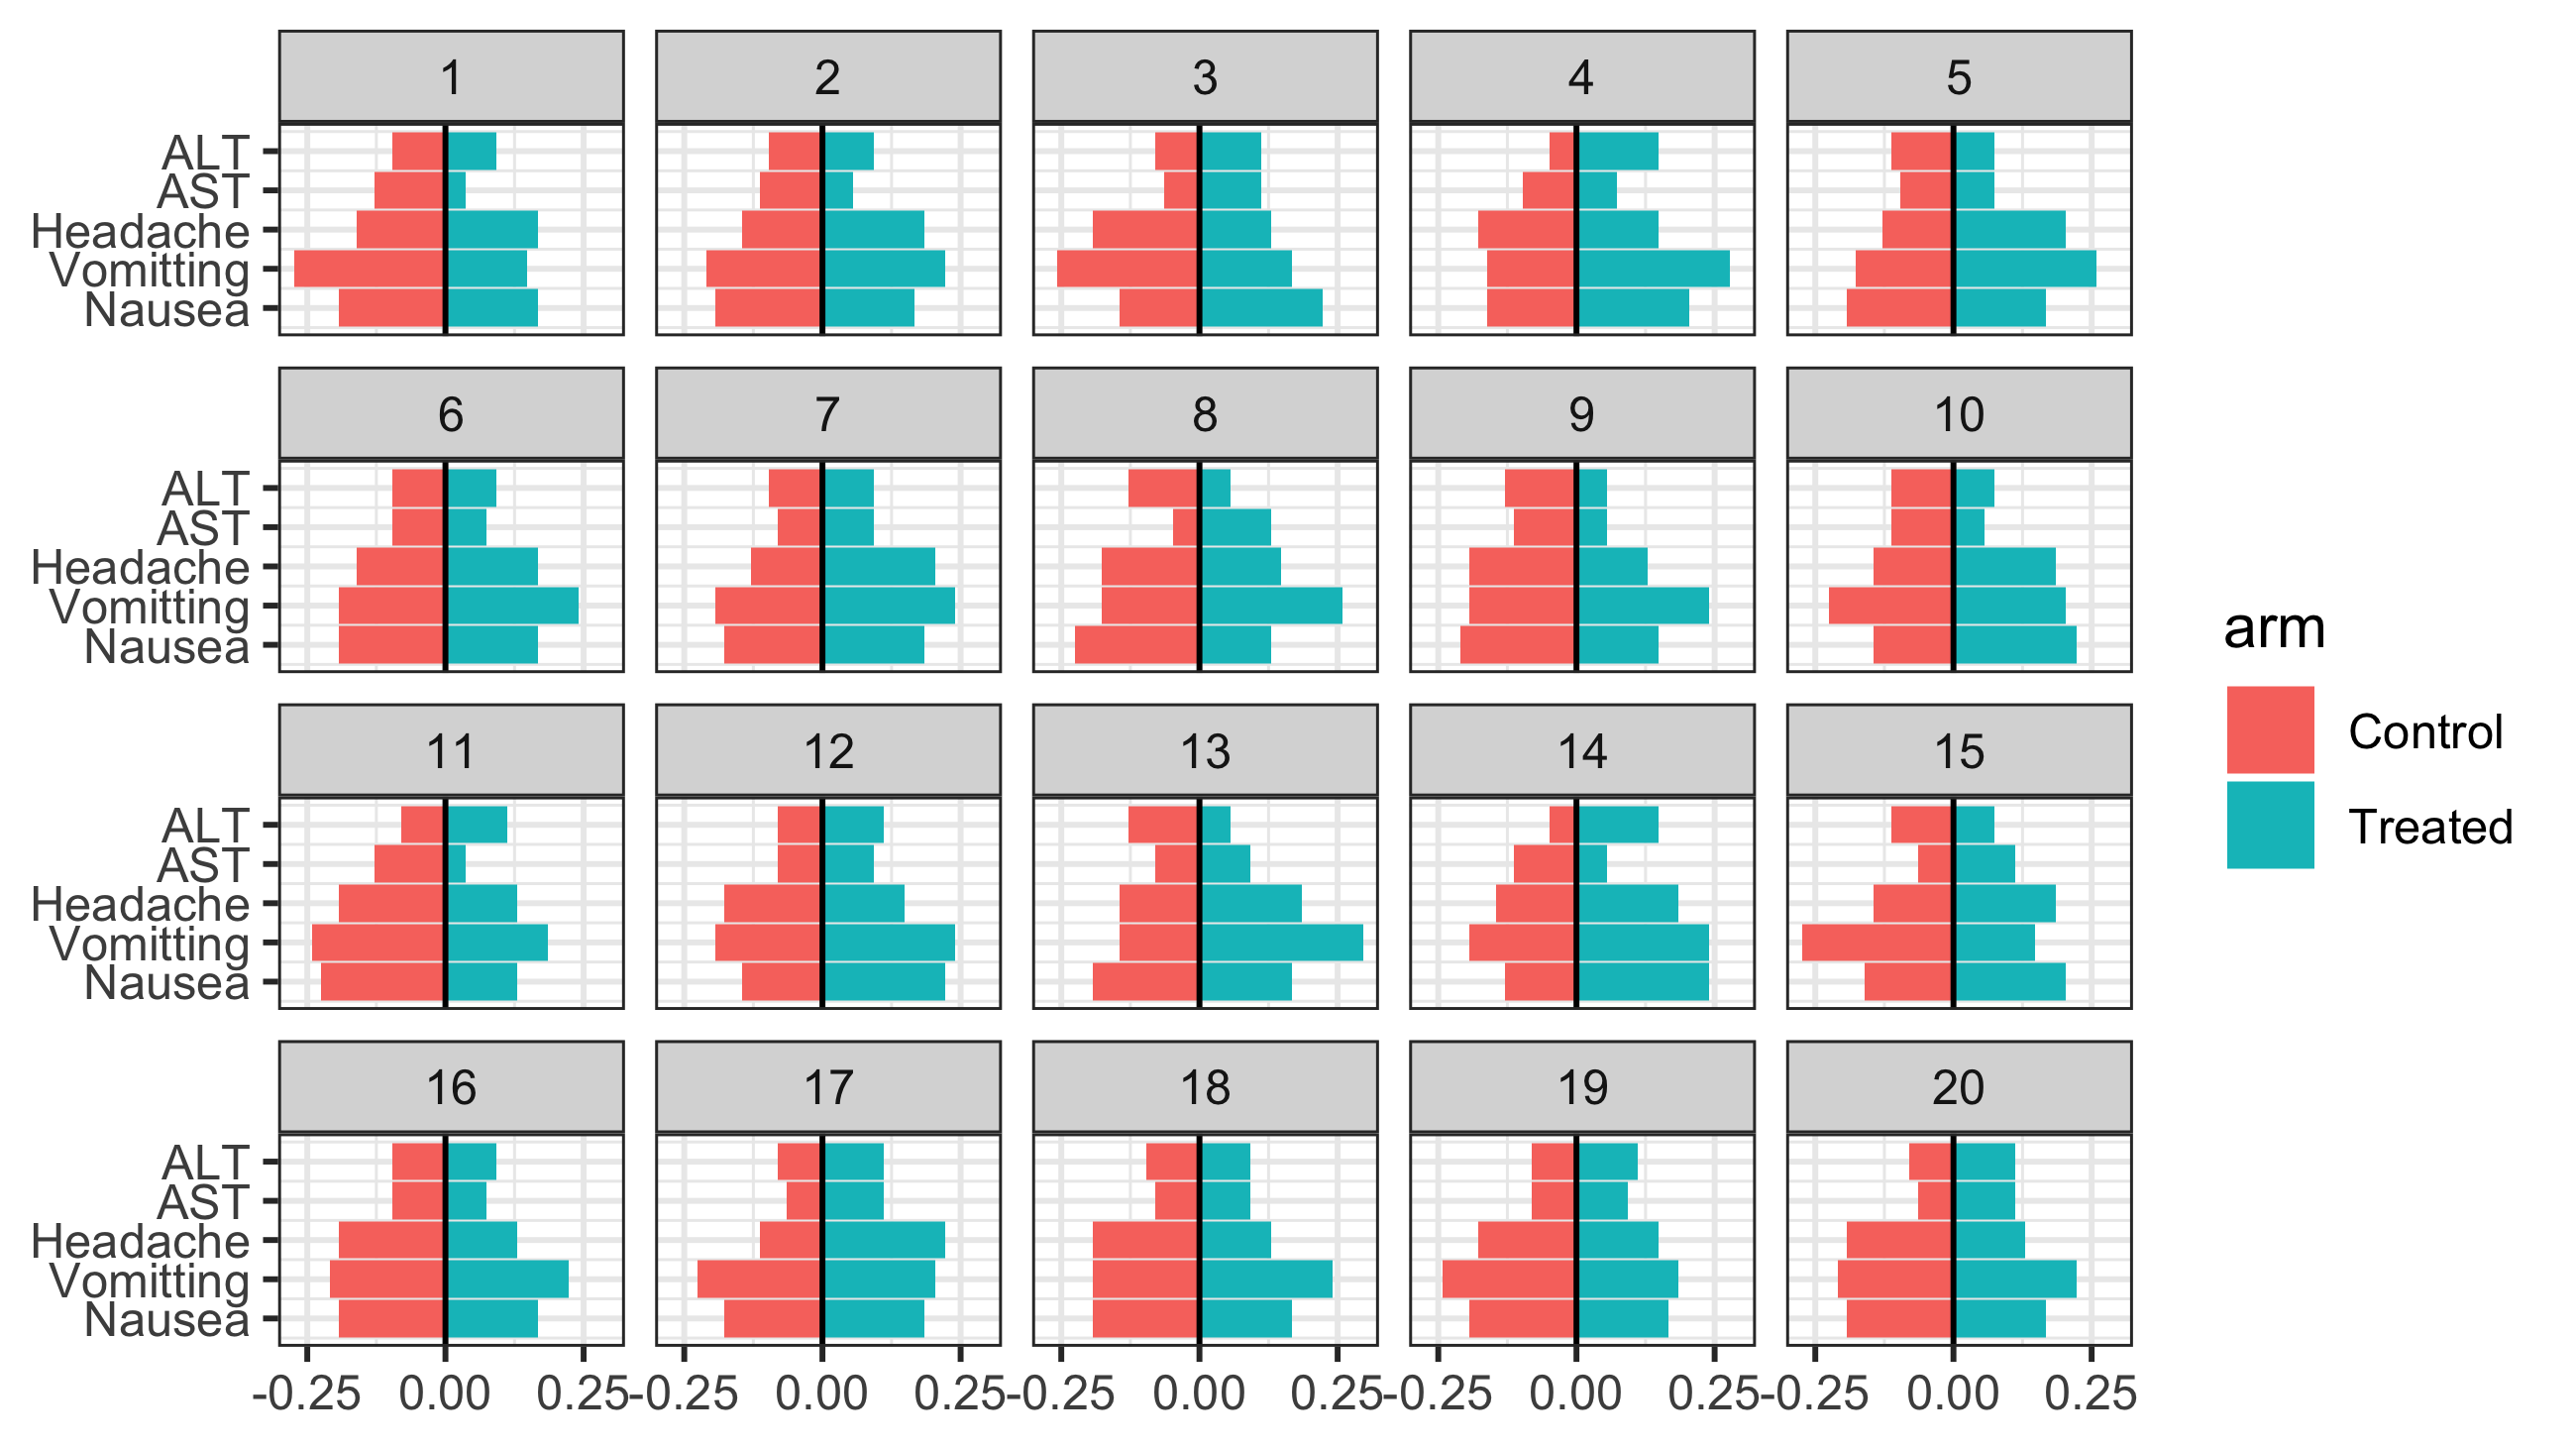 1 2 3 4 5
ALT
AST
Headache
Vomitting
Nausea
6 7 8 9 10
ALT
AST
Headache
Vomitting
Nausea
11 12 13 14 15
ALT
AST
Headache
Vomitting
Nausea
16 17 18 19 20
ALT
AST
Headache
Vomitting
Nausea
-0.25 0.00 0.25 -0.25 0.00 0.25 -0.25 0.00 0.25 -0.25 0.00 0.25 -0.25 0.00 0.25
arm
Control
Treated